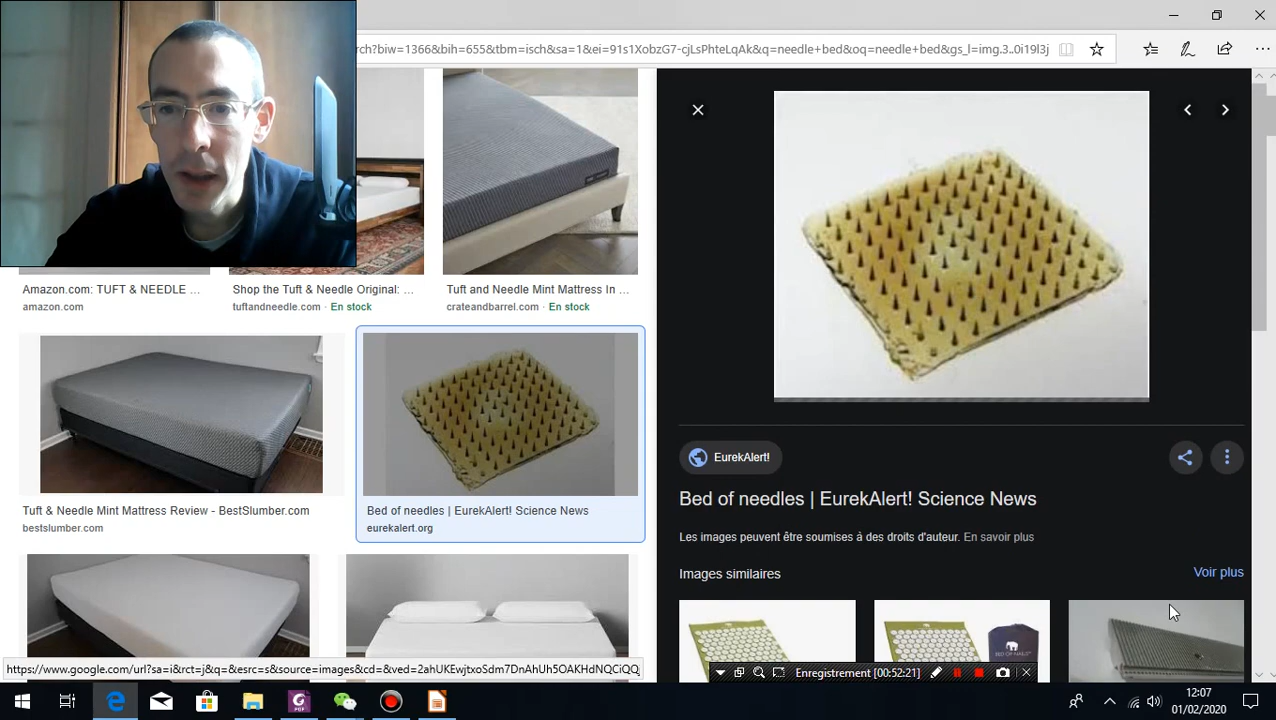 rch?biw=1366&bih=655&tbm=isch&sa=1&ei=91s1XobzG7-cjLsPhteLqAk&q=needle+bed&oq=needle+bed&gs_l=img.3..0i19l3j
Amazon.com: TUFT & NEEDLE ...
amazon.com
Shop the Tuft & Needle Original: ...
tuftandneedle.com · En stock
Tuft and Needle Mint Mattress In ...
crateandbarrel.com · En stock
Tuft & Needle Mint Mattress Review - BestSlumber.com
bestslumber.com
Bed of needles | EurekAlert! Science News
eurekalert.org
EurekAlert!
Bed of needles | EurekAlert! Science News
Les images peuvent être soumises à des droits d'auteur. En savoir plus
Images similaires
Voir plus
https://www.google.com/url?sa=i&rct=j&q=&esrc=s&source=images&cd=&ved=2ahUKEwjtxoSdm7DnAhUh5OAKHdNQCiQQ
Enregistrement [00:52:21]
12:07
01/02/2020